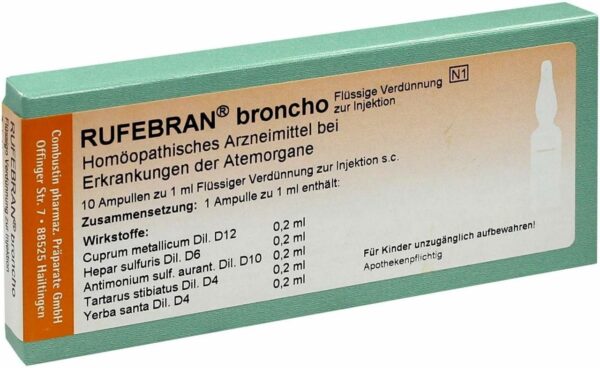 RUFEBRAN® broncho Flüssige Verdünnung zur Injektion N1
Homöopathisches Arzneimittel bei
Erkrankungen der Atemorgane
10 Ampullen zu 1 ml Flüssiger Verdünnung zur Injektion s.c.
Zusammensetzung: 1 Ampulle zu 1 ml enthält:
Wirkstoffe:
Cuprum metallicum Dil. D12 0,2 ml
Hepar sulfuris Dil. D6 0,2 ml
Antimonium sulf. aurant. Dil. D10 0,2 ml
Tartarus stibiatus Dil. D4 0,2 ml
Yerba santa Dil. D4 0,2 ml
Für Kinder unzugänglich aufbewahren!
Apothekenpflichtig
RUFEBRAN® broncho
Flüssige Verdünnung zur Injektion
Combustin pharmaz. Präparate GmbH
Offinger Str. 7 • 88525 Hailtingen